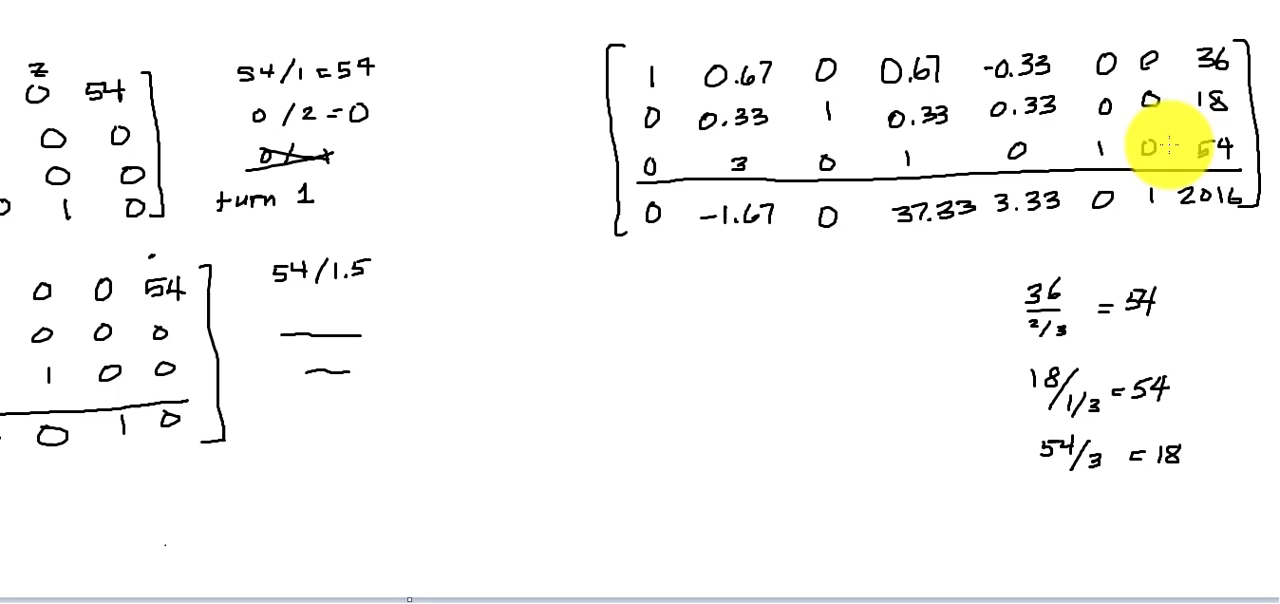 z
0 54
0 0
0 0
0 1 0
54/1 = 54
0/2 = 0
turn 1
0 0 54
0 0 0
1 0 0
0 1 0
54/1.5
1 0.67 0 0.67 -0.33 0 0 36
0 0.33 1 0.33 0.33 0 0 18
0 3 0 1 0 1 0 54
0 -1.67 0 37.33 3.33 0 1 2016
36/2/3 = 54
18/1/3 = 54
54/3 = 18